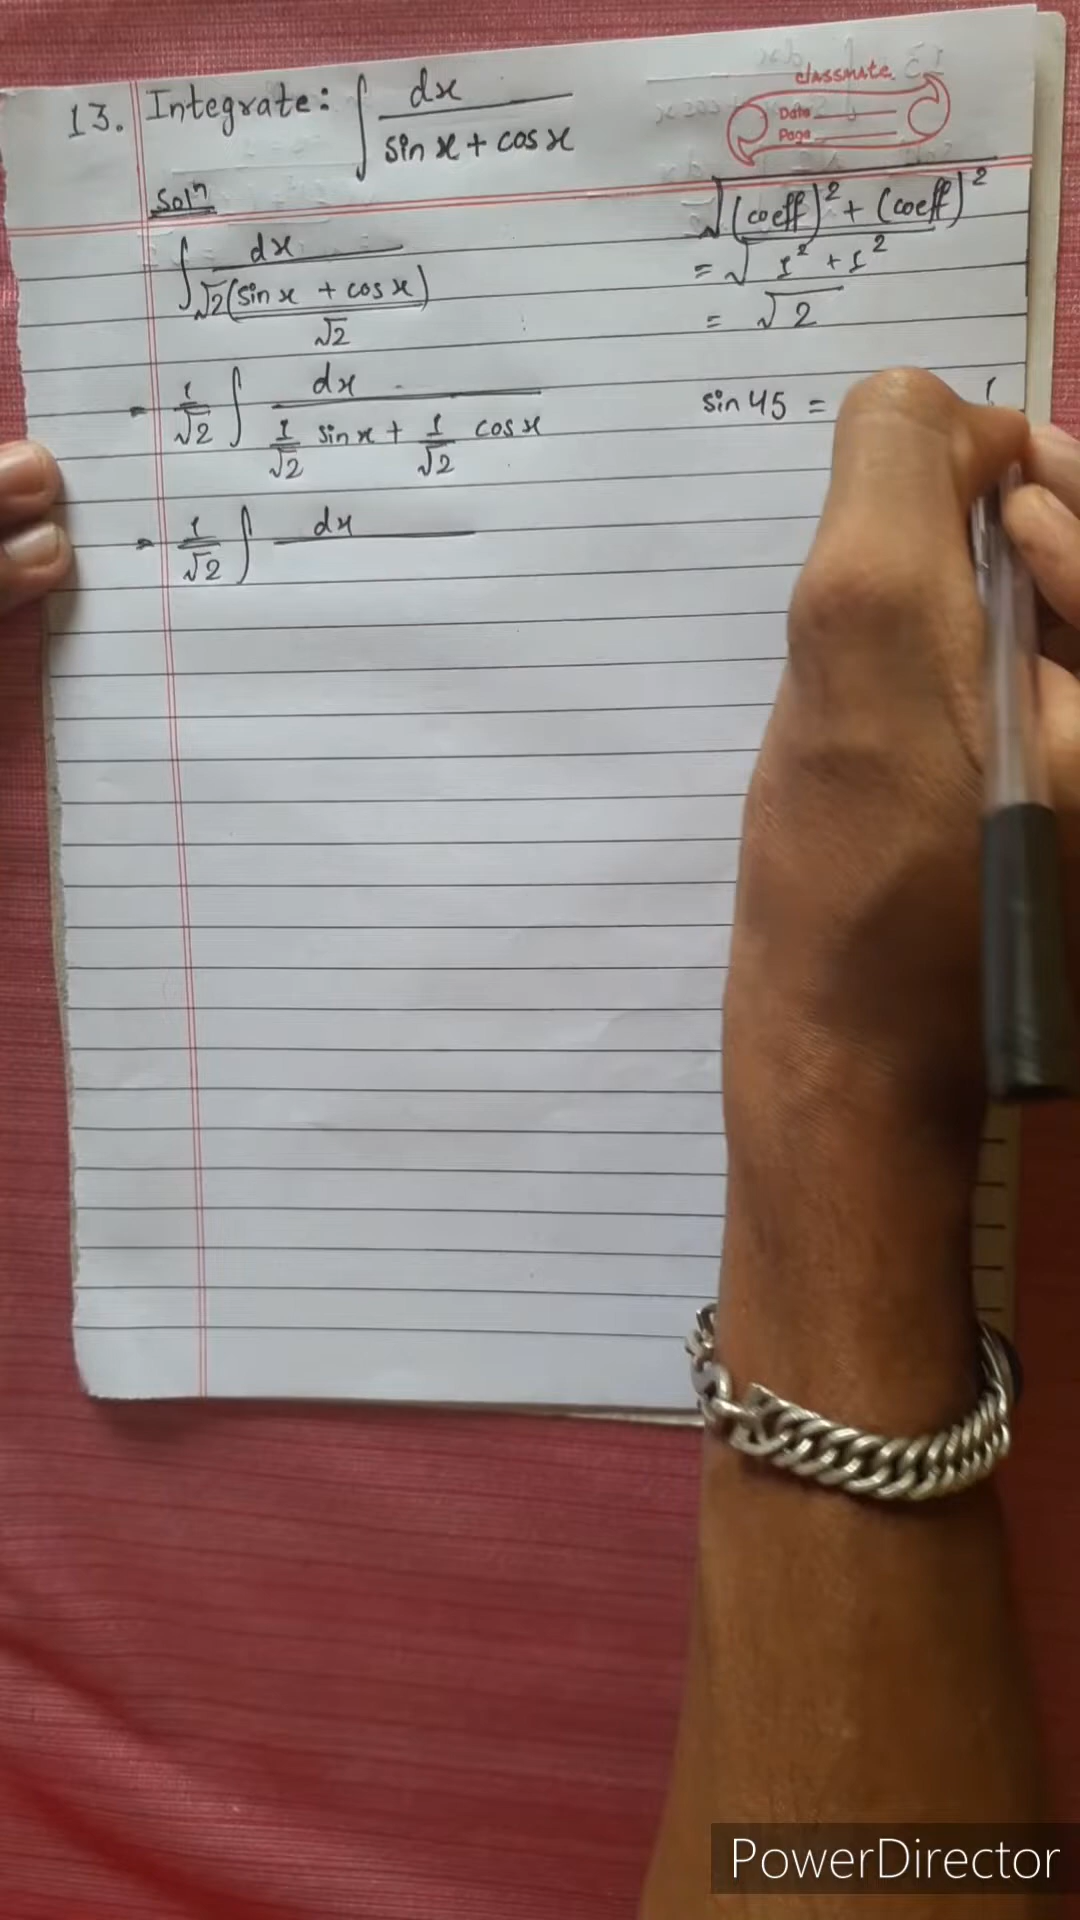 13. Integrate: ∫ dx / (sin x + cos x)
classmate
Date
Page
Solⁿ
√((coeff)² + (coeff)²)
= √(1² + 1²)
= √2
∫ dx / (√2 (sin x + cos x) / √2)
= 1/√2 ∫ dx / (1/√2 sin x + 1/√2 cos x)
sin 45 = 1
= 1/√2 ∫ dx
PowerDirector